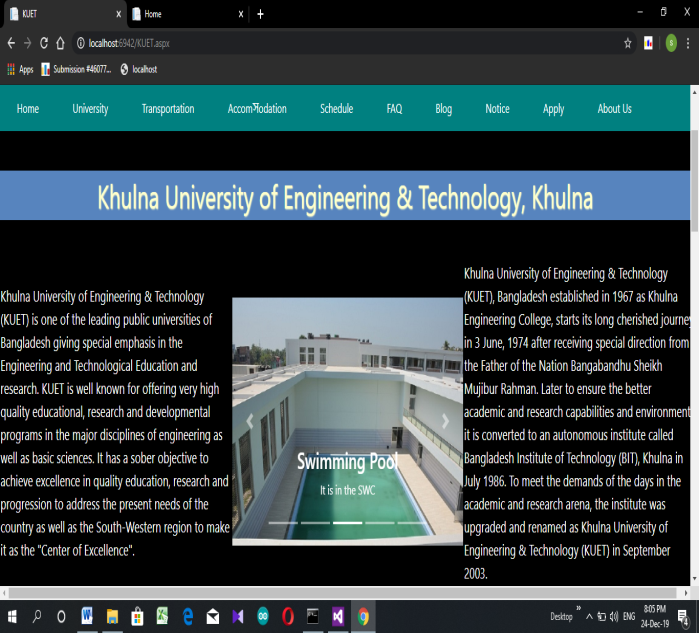 KUET
Home
localhost:6942/KUET.aspx
Apps
Submission #46077...
localhost
Home University Transportation Accomমodation Schedule FAQ Blog Notice Apply About Us
Khulna University of Engineering & Technology, Khulna
Khulna University of Engineering & Technology
(KUET) is one of the leading public universities of
Bangladesh giving special emphasis in the
Engineering and Technological Education and
research. KUET is well known for offering very high
quality educational, research and developmental
programs in the major disciplines of engineering as
well as basic sciences. It has a sober objective to
achieve excellence in quality education, research and
progression to address the present needs of the
country as well as the South-Western region to make
it as the "Center of Excellence".
Swimming Pool
It is in the SWC
Khulna University of Engineering & Technology
(KUET), Bangladesh established in 1967 as Khulna
Engineering College, starts its long cherished journey
in 3 June, 1974 after receiving special direction from
the Father of the Nation Bangabandhu Sheikh
Mujibur Rahman. Later to ensure the better
academic and research capabilities and environment
it is converted to an autonomous institute called
Bangladesh Institute of Technology (BIT), Khulna in
July 1986. To meet the demands of the days in the
academic and research arena, the institute was
upgraded and renamed as Khulna University of
Engineering & Technology (KUET) in September
2003.
Desktop
ENG
8:05 PM
24-Dec-19